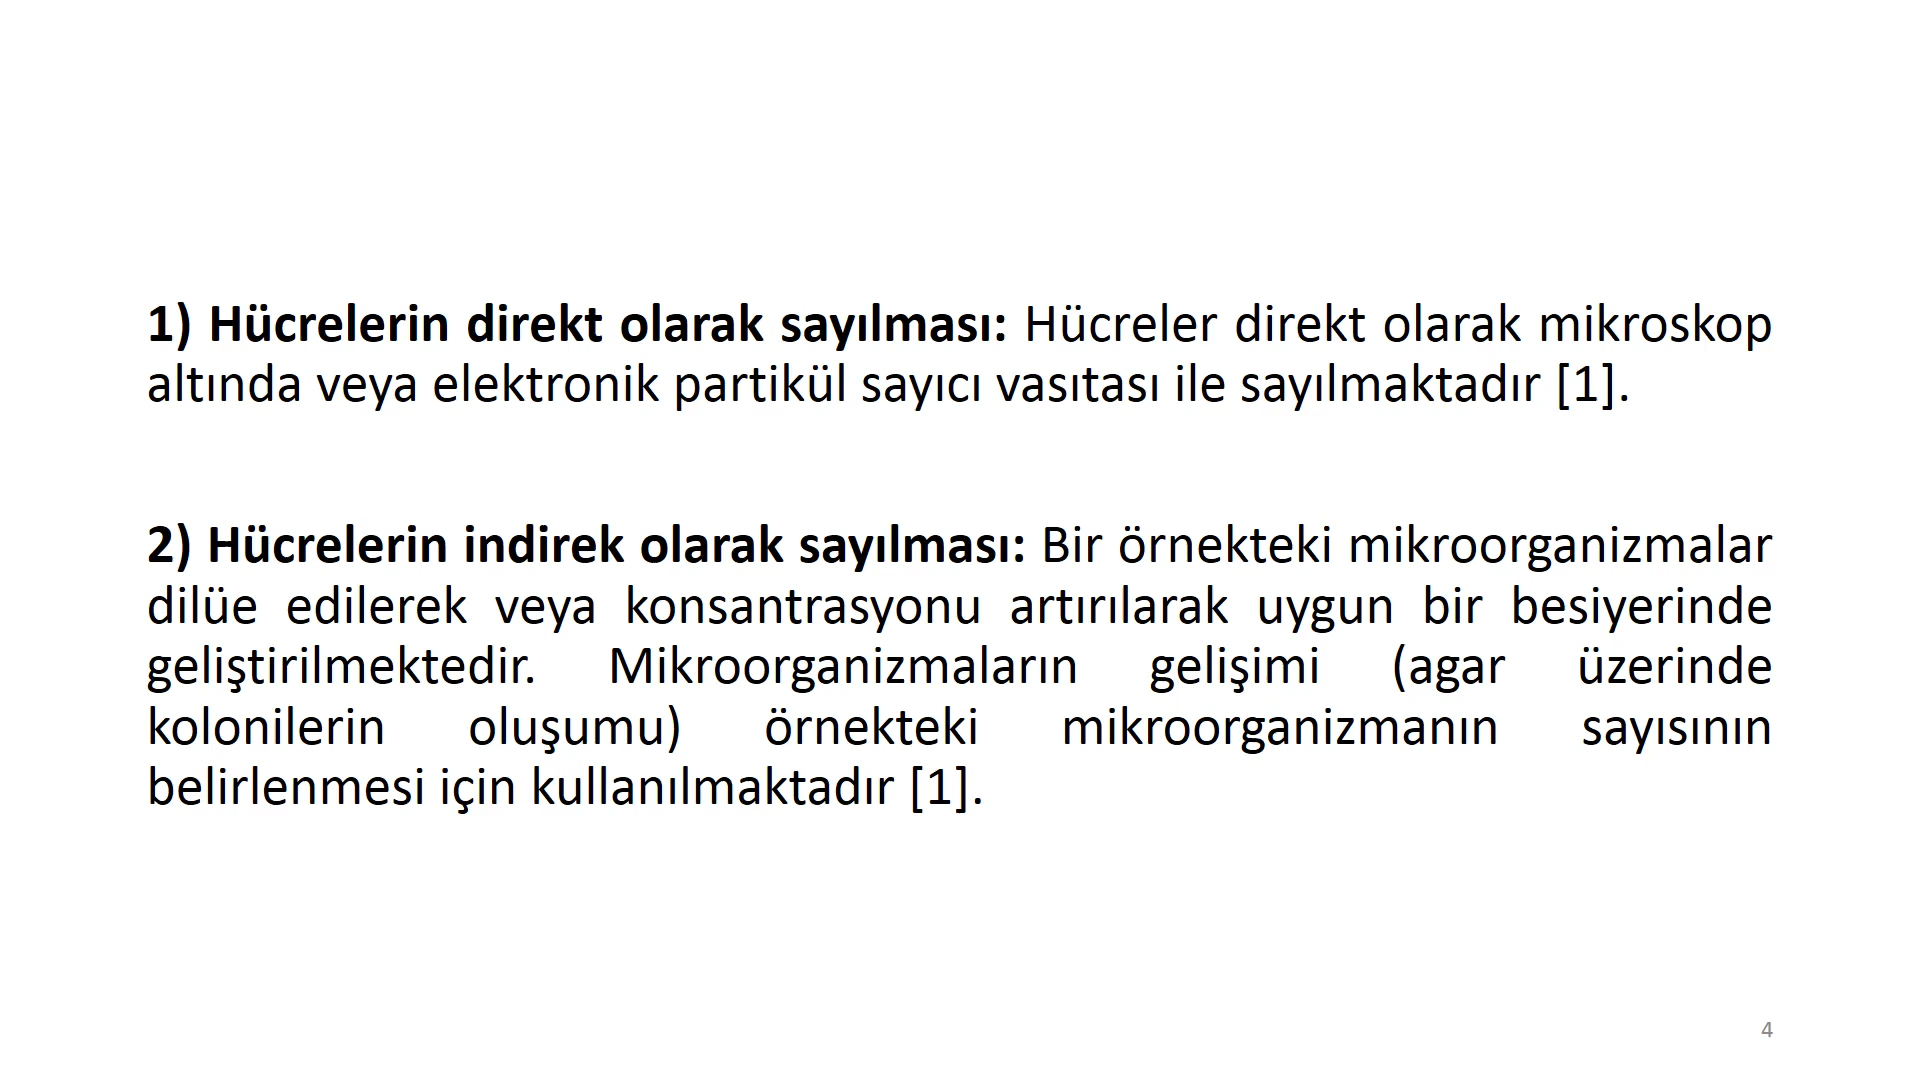 1) Hücrelerin direkt olarak sayılması: Hücreler direkt olarak mikroskop
altında veya elektronik partikül sayıcı vasıtası ile sayılmaktadır [1].
2) Hücrelerin indirek olarak sayılması: Bir örnekteki mikroorganizmalar
dilüe edilerek veya konsantrasyonu artırılarak uygun bir besiyerinde
geliştirilmektedir. Mikroorganizmaların gelişimi (agar üzerinde
kolonilerin oluşumu) örnekteki mikroorganizmanın sayısının
belirlenmesi için kullanılmaktadır [1].
4